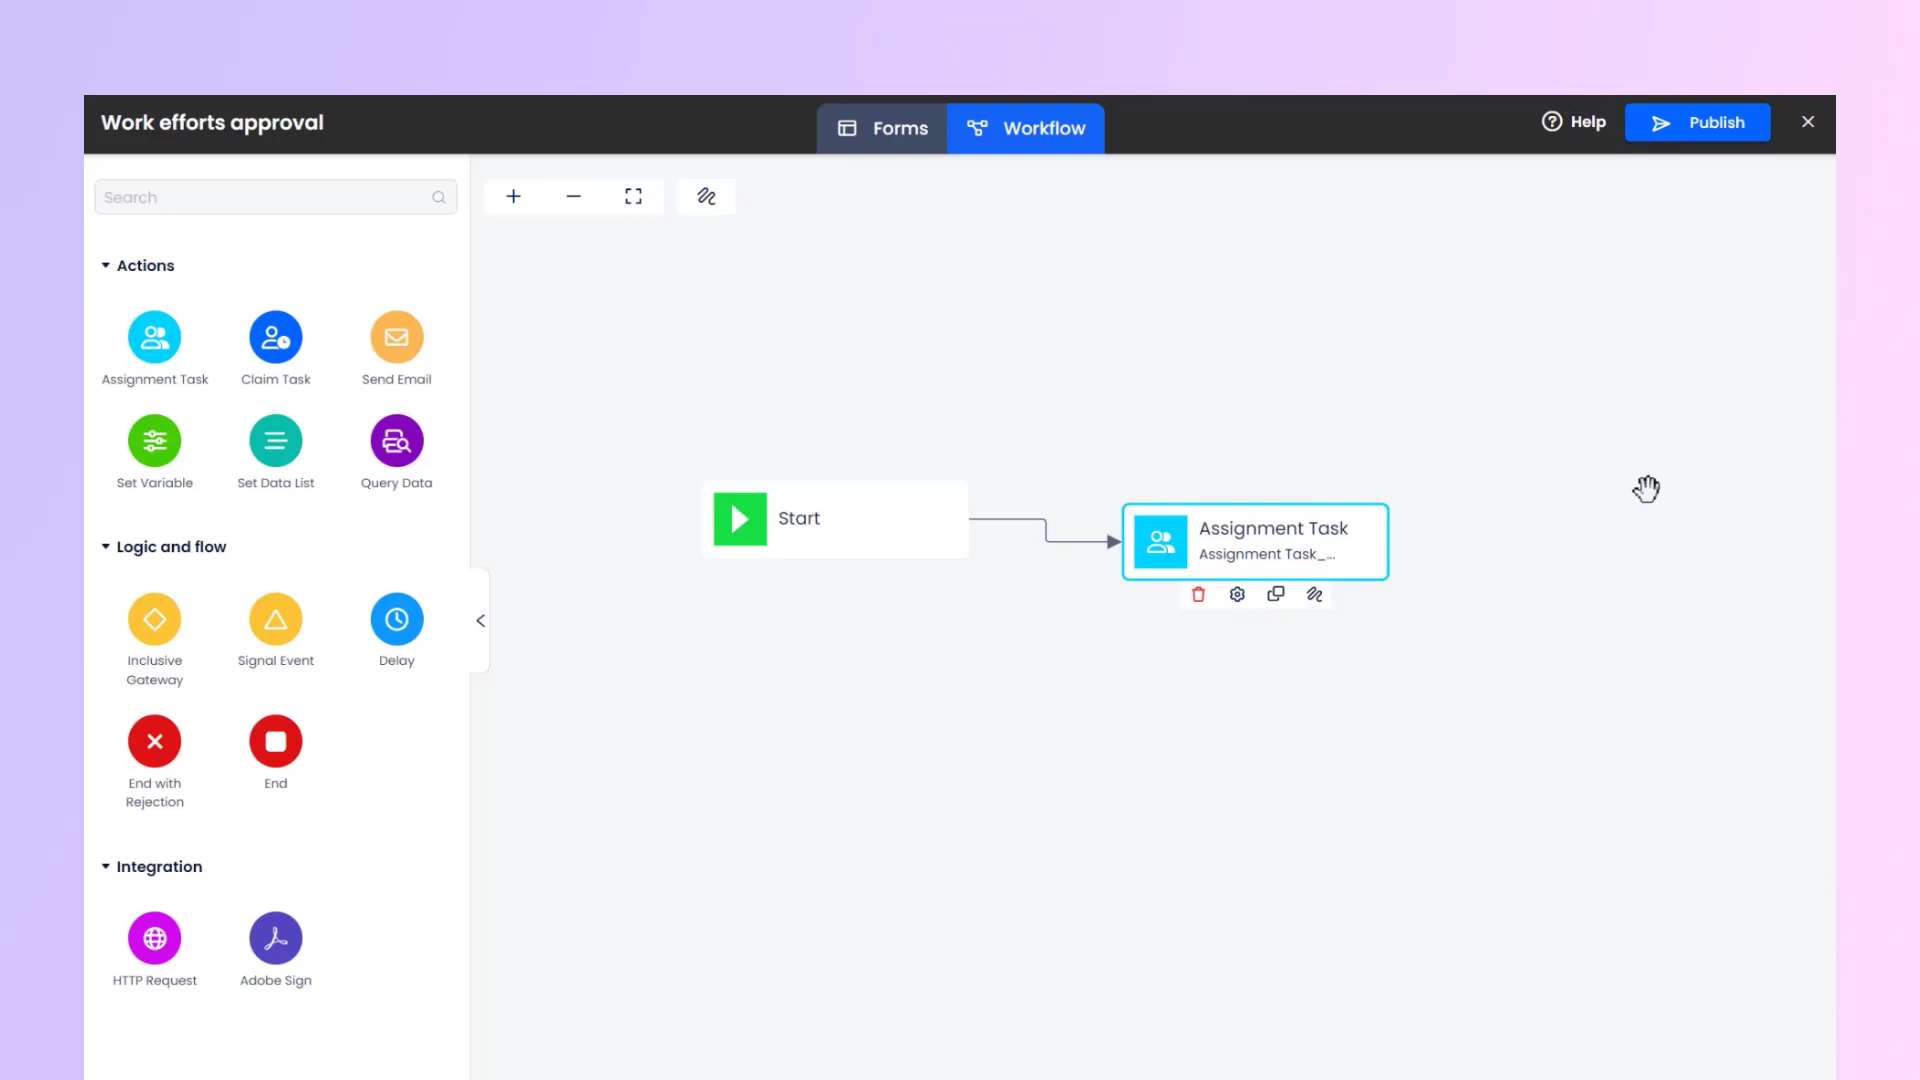 Work efforts approval
Forms
Workflow
Help
Publish
Search
Actions
Assignment Task
Claim Task
Send Email
Set Variable
Set Data List
Query Data
Logic and flow
Inclusive
Gateway
Signal Event
Delay
End with
Rejection
End
Integration
HTTP Request
Adobe Sign
Start
Assignment Task
Assignment Task_...